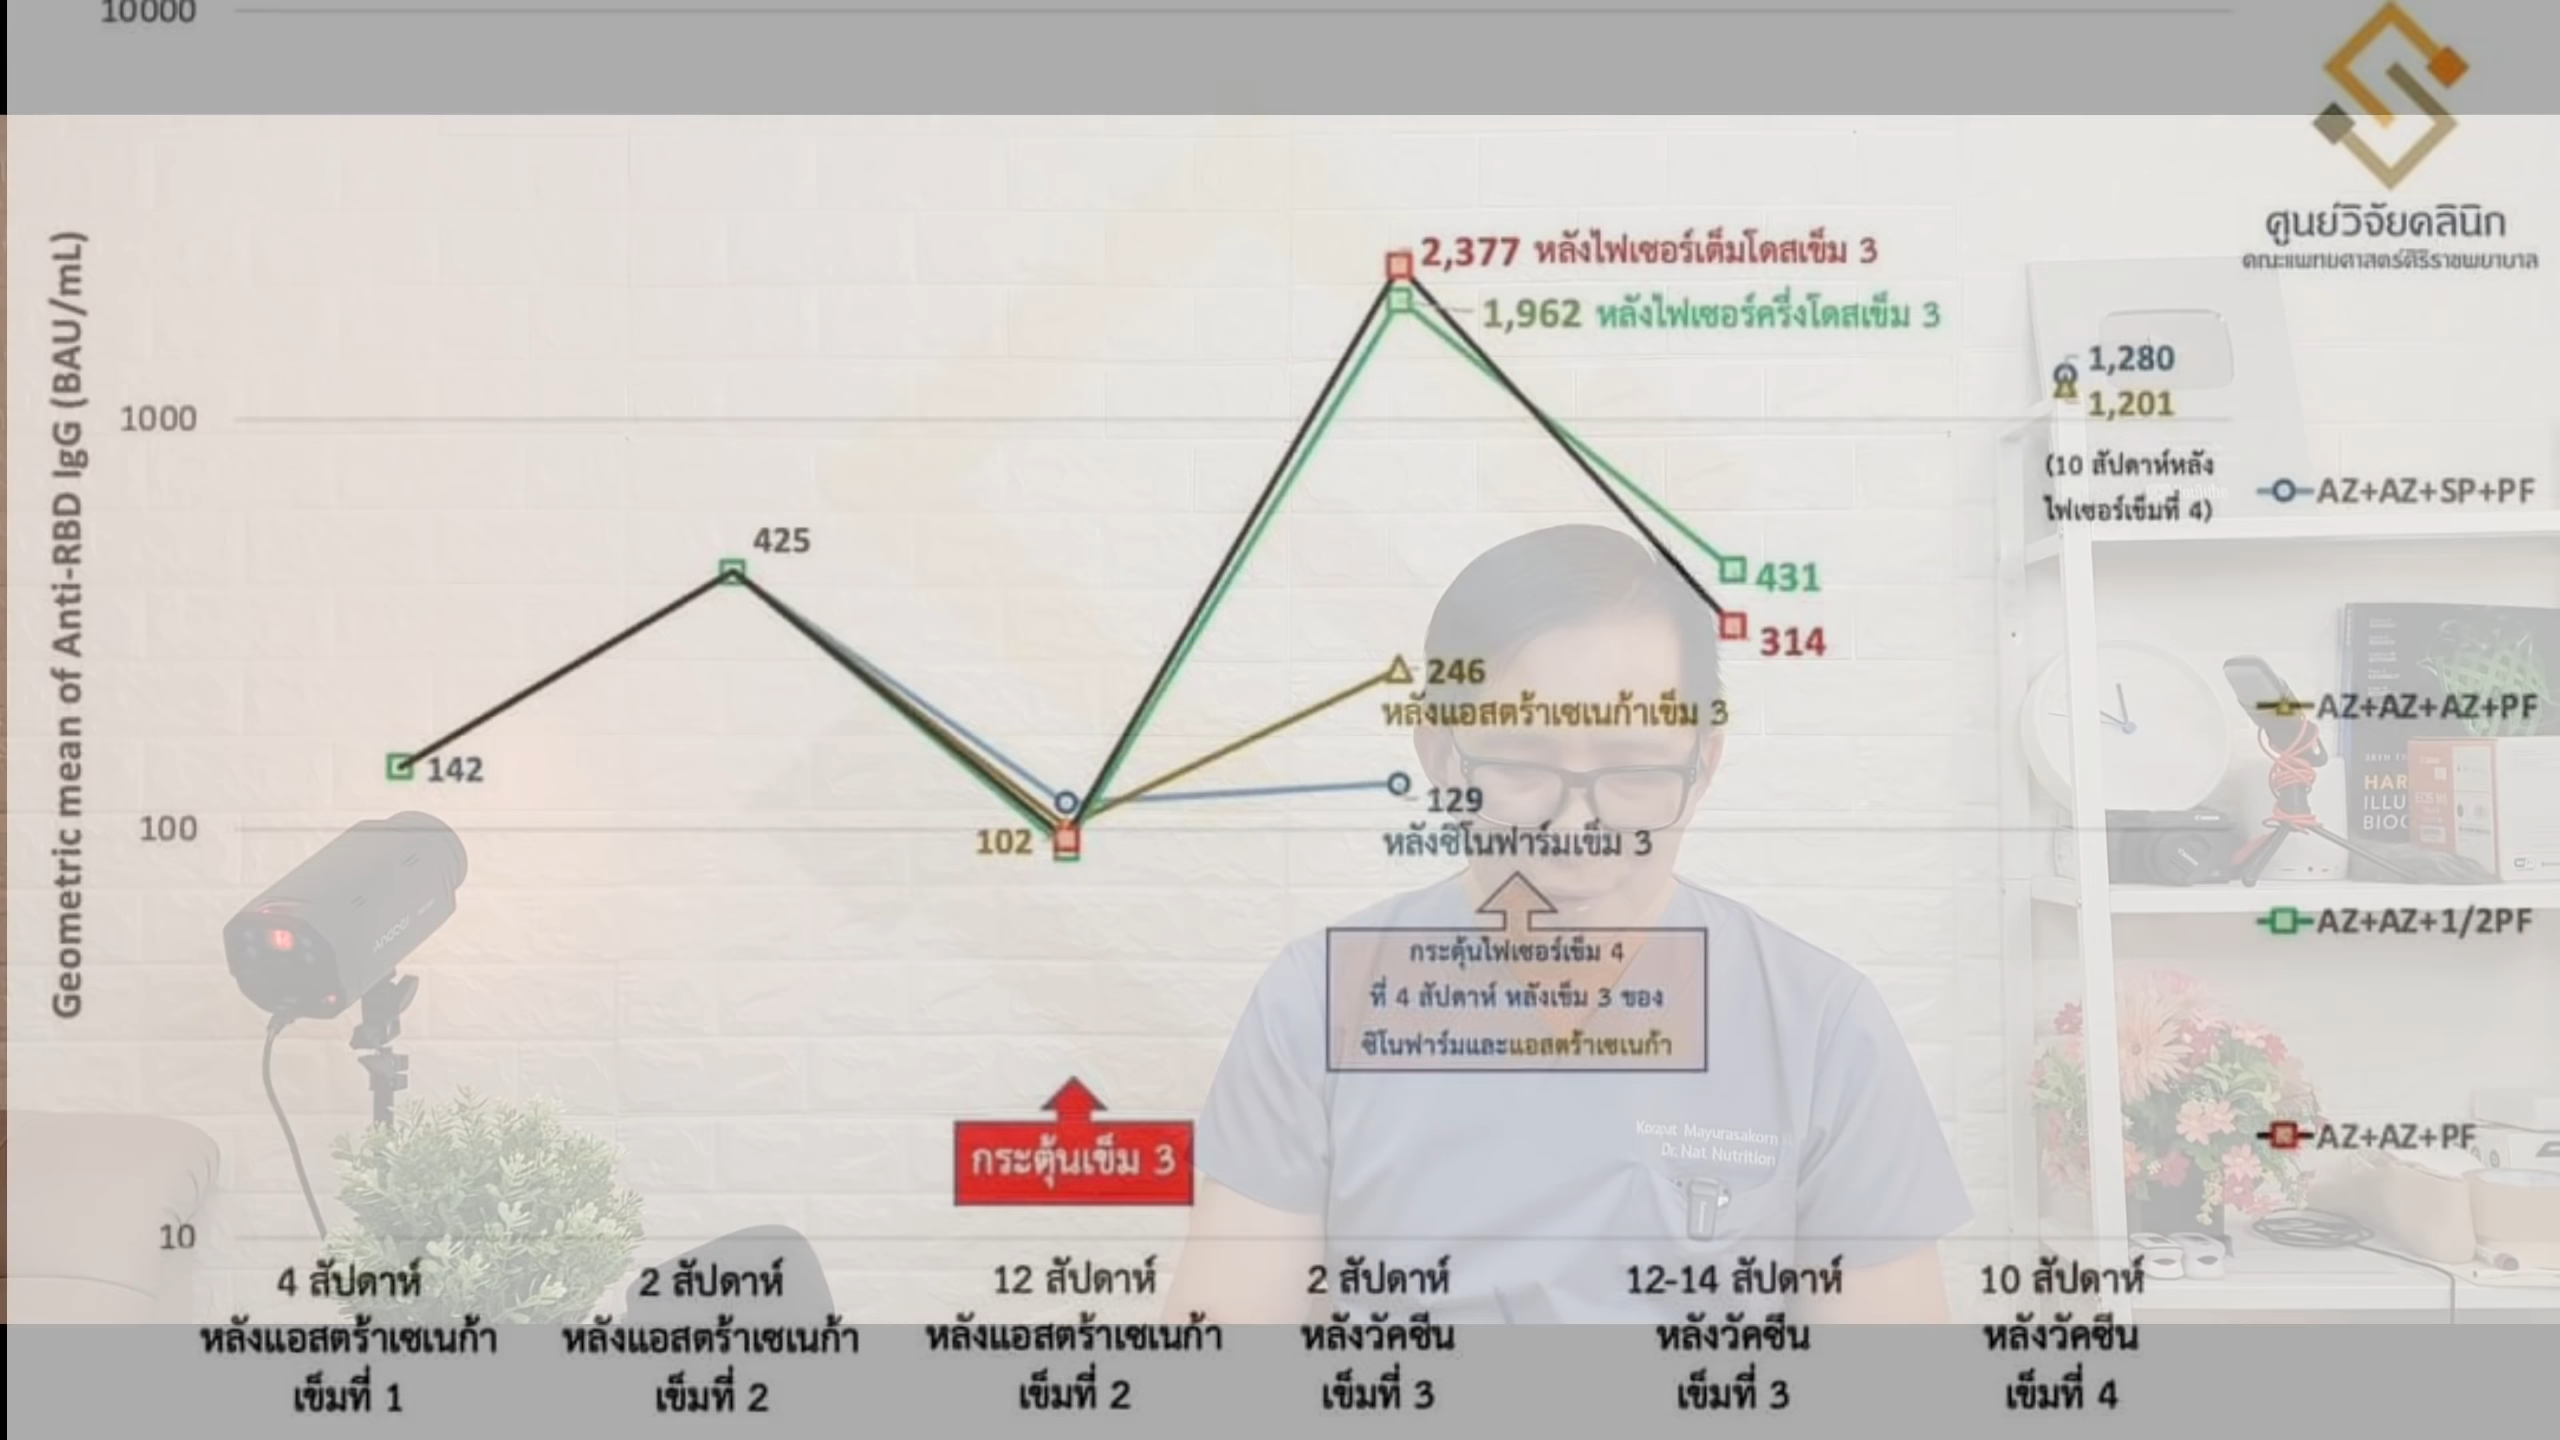 10000
ศูนย์วิจัยคลินิก
คณะแพทยศาสตร์ศิริราชพยาบาล
Geometric mean of Anti-RBD IgG (BAU/mL)
2,377 หลังไฟเซอร์เต็มโดสเข็ม 3
1,962 หลังไฟเซอร์ครึ่งโดสเข็ม 3
1,280
1,201
1000
(10 สัปดาห์หลัง
ไฟเซอร์เข็มที่ 4)
AZ+AZ+SP+PF
425
431
314
246
หลังแอสตร้าเซเนก้าเข็ม 3
AZ+AZ+AZ+PF
142
129
หลังซิโนฟาร์มเข็ม 3
HAR
ILLU
BIOC
100
102
AZ+AZ+1/2PF
กระตุ้นไฟเซอร์เข็ม 4
ที่ 4 สัปดาห์ หลังเข็ม 3 ของ
ซิโนฟาร์มและแอสตร้าเซเนก้า
กระตุ้นเข็ม 3
Korapat Mayurasakorn
Dr. Nat Nutrition
AZ+AZ+PF
10
4 สัปดาห์
หลังแอสตร้าเซเนก้า
เข็มที่ 1
2 สัปดาห์
หลังแอสตร้าเซเนก้า
เข็มที่ 2
12 สัปดาห์
หลังแอสตร้าเซเนก้า
เข็มที่ 2
2 สัปดาห์
หลังวัคซีน
เข็มที่ 3
12-14 สัปดาห์
หลังวัคซีน
เข็มที่ 3
10 สัปดาห์
หลังวัคซีน
เข็มที่ 4